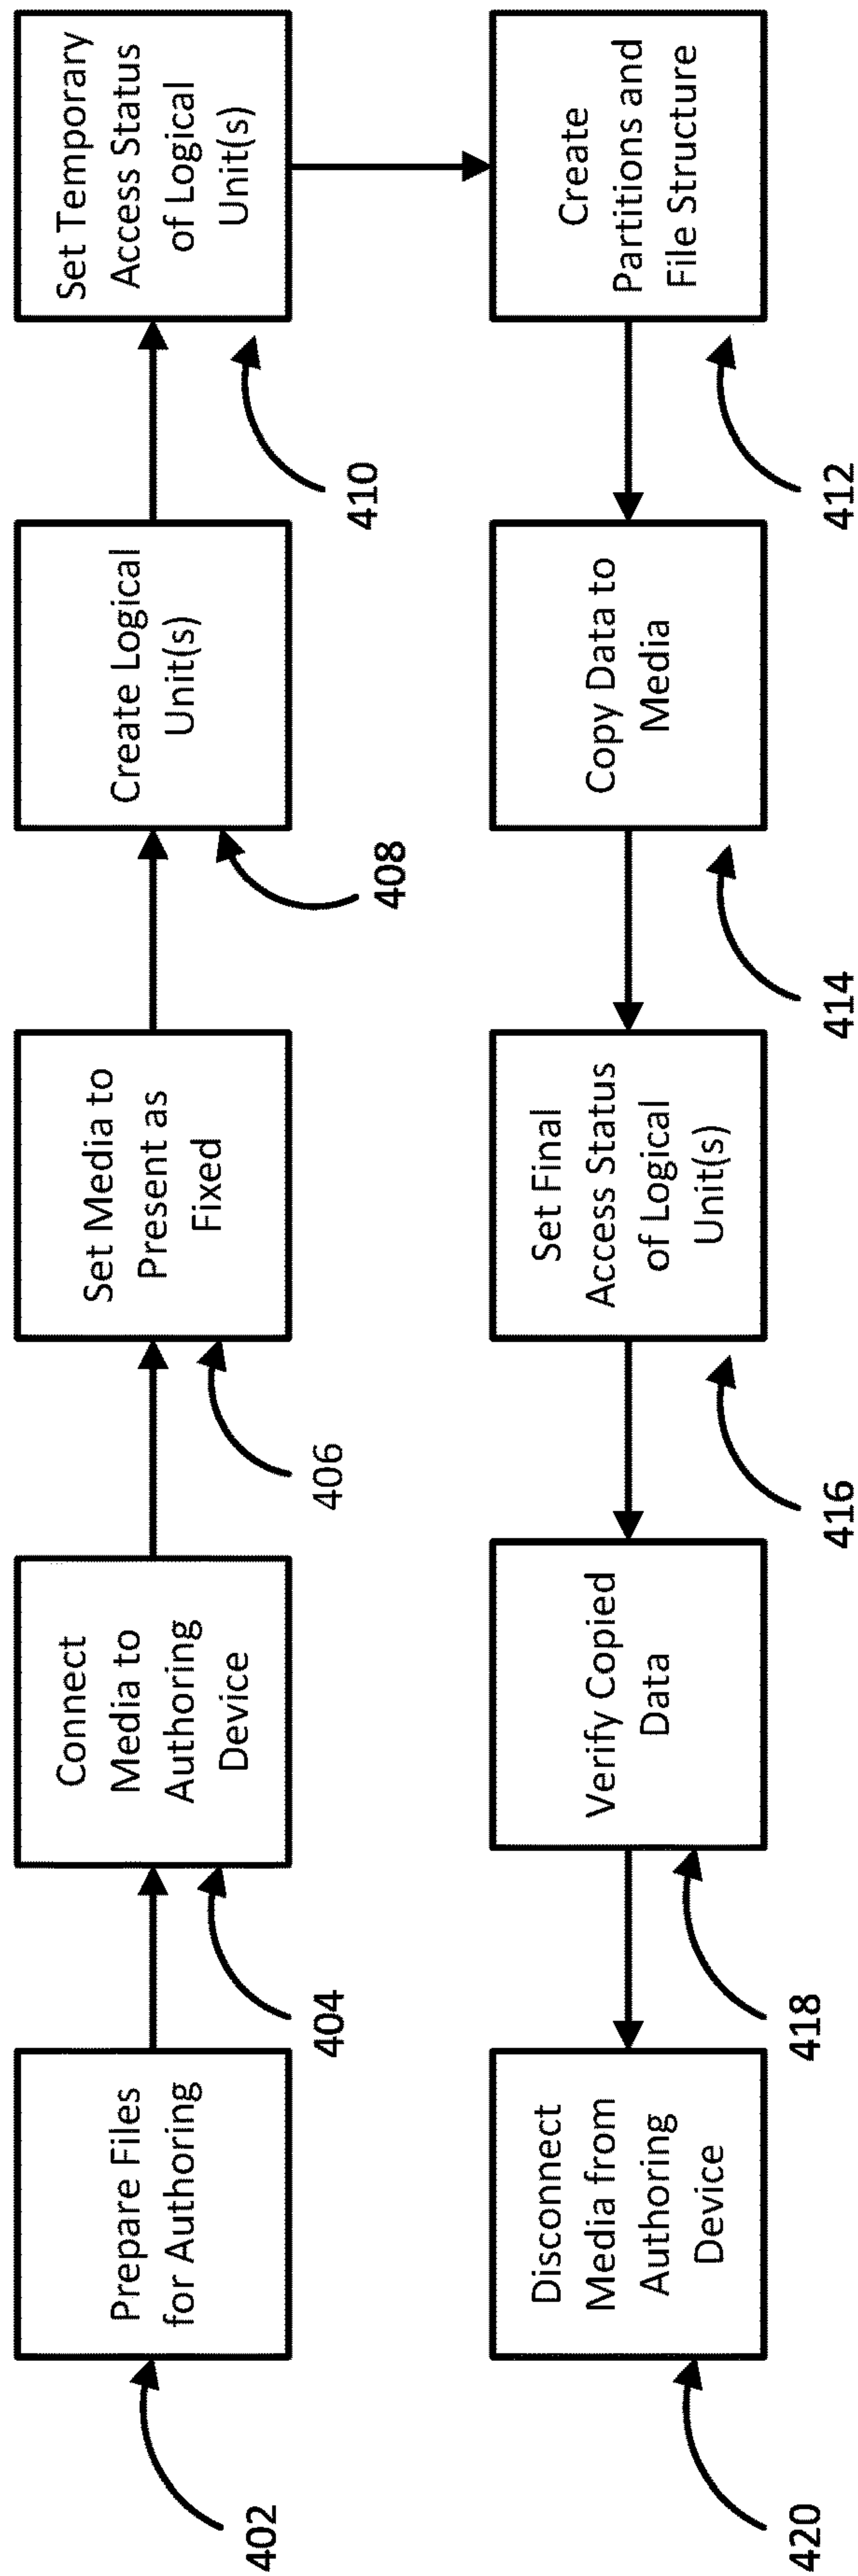 Prepare Files
for Authoring
402
Connect
Media to
Authoring
Device
404
Set Media to
Present as
Fixed
406
Create Logical
Unit(s)
408
Set Temporary
Access Status
of Logical
Unit(s)
410
Create
Partitions and
File Structure
412
Copy Data to
Media
414
Set Final
Access Status
of Logical
Unit(s)
416
Verify Copied
Data
418
Disconnect
Media from
Authoring
Device
420